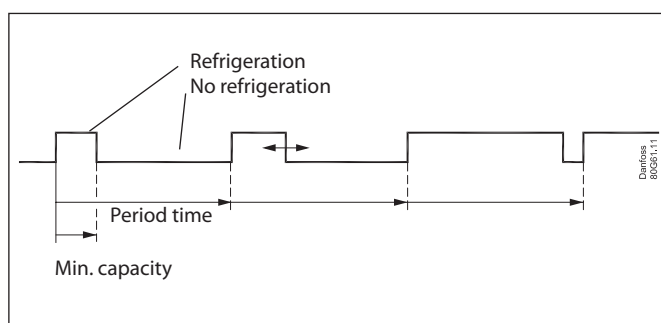 Refrigeration
No refrigeration
Period time
Min. capacity
Danfoss
80G61.11